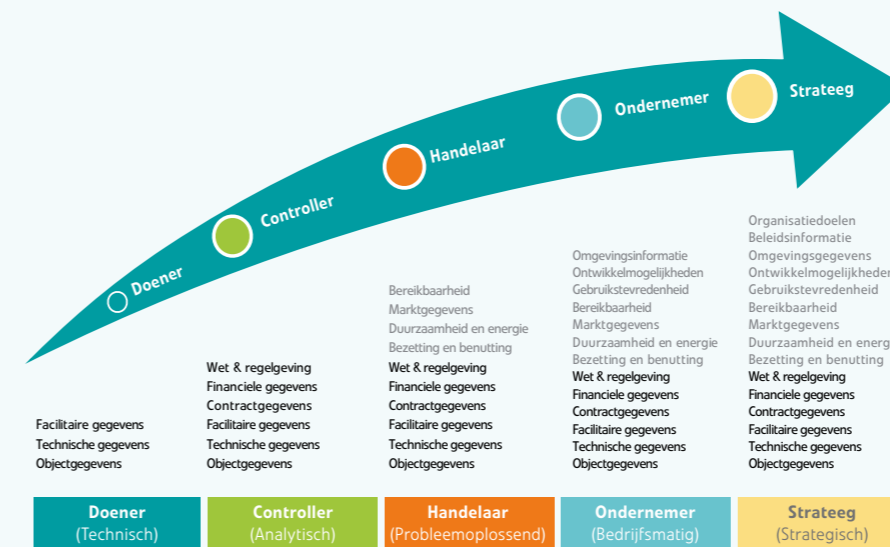 Doener
Controller
Handelaar
Ondernemer
Strateeg
Facilitaire gegevens
Technische gegevens
Objectgegevens
Wet & regelgeving
Financiele gegevens
Contractgegevens
Facilitaire gegevens
Technische gegevens
Objectgegevens
Bereikbaarheid
Marktgegevens
Duurzaamheid en energie
Bezetting en benutting
Wet & regelgeving
Financiele gegevens
Contractgegevens
Facilitaire gegevens
Technische gegevens
Objectgegevens
Omgevingsinformatie
Ontwikkelmogelijkheden
Gebruikstevredenheid
Bereikbaarheid
Marktgegevens
Duurzaamheid en energie
Bezetting en benutting
Wet & regelgeving
Financiele gegevens
Contractgegevens
Facilitaire gegevens
Technische gegevens
Objectgegevens
Organisatiedoelen
Beleidsinformatie
Omgevingsgegevens
Ontwikkelmogelijkheden
Gebruikstevredenheid
Bereikbaarheid
Marktgegevens
Duurzaamheid en energ
Bezetting en benutting
Wet & regelgeving
Financiele gegevens
Contractgegevens
Facilitaire gegevens
Technische gegevens
Objectgegevens
Doener
(Technisch)
Controller
(Analytisch)
Handelaar
(Probleemoplossend)
Ondernemer
(Bedrijfsmatig)
Strateeg
(Strategisch)